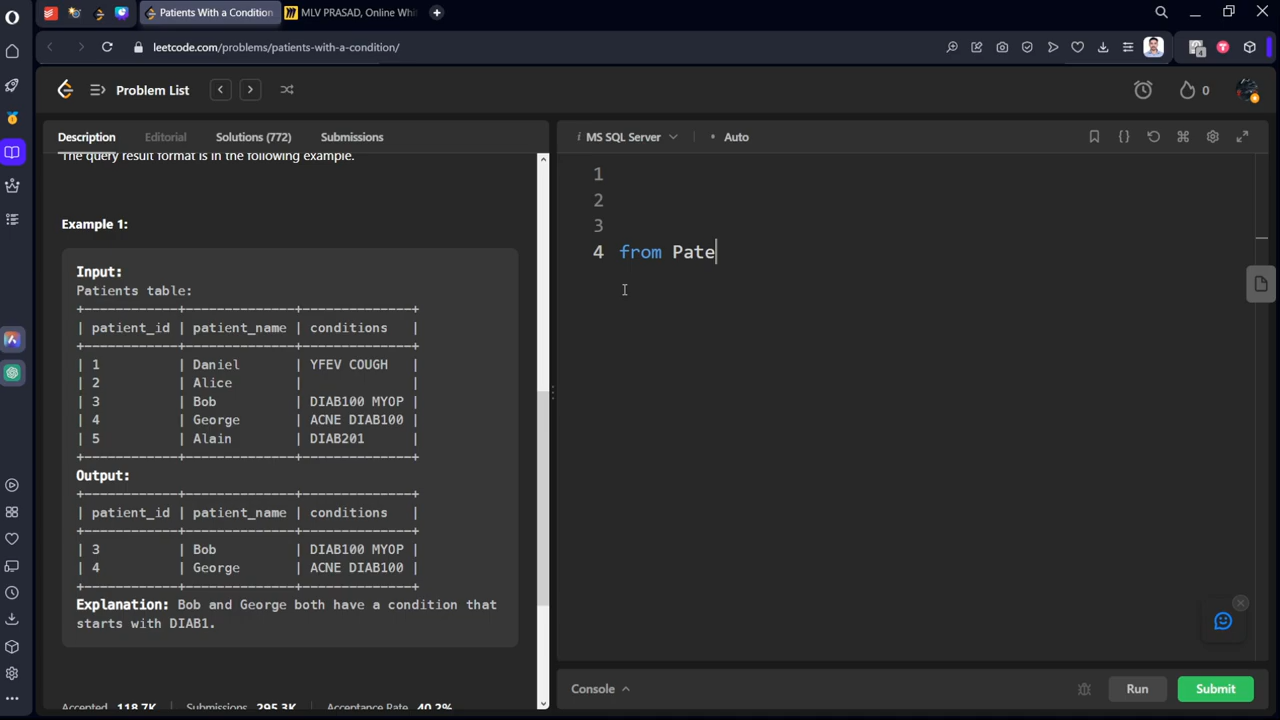 Patients With a Condition
MLV PRASAD, Online Whi
leetcode.com/problems/patients-with-a-condition/
4
Problem List
0
Description
Editorial
Solutions (772)
Submissions
i MS SQL Server
• Auto
The query result format is in the following example.
Example 1:
Input:
Patients table:
+------------+--------------+--------------+
| patient_id | patient_name | conditions   |
+------------+--------------+--------------+
| 1          | Daniel       | YFEV COUGH   |
| 2          | Alice        |              |
| 3          | Bob          | DIAB100 MYOP |
| 4          | George       | ACNE DIAB100 |
| 5          | Alain        | DIAB201      |
+------------+--------------+--------------+
Output:
+------------+--------------+--------------+
| patient_id | patient_name | conditions   |
+------------+--------------+--------------+
| 3          | Bob          | DIAB100 MYOP |
| 4          | George       | ACNE DIAB100 |
+------------+--------------+--------------+
Explanation: Bob and George both have a condition that
starts with DIAB1.
Accepted 118.7K Submissions 295.3K Acceptance Rate 40.2%
1
2
3
4 from Pate
Console
Run
Submit